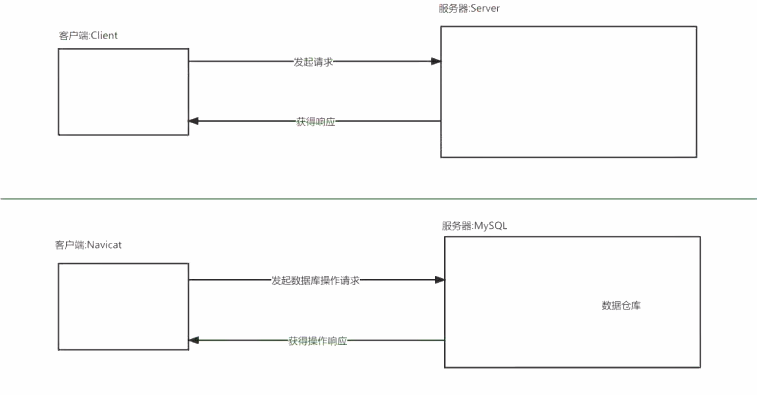 服务器:Server
客户端:Client
发起请求
获得响应
服务器:MySQL
客户端:Navicat
发起数据库操作请求
数据仓库
获得操作响应